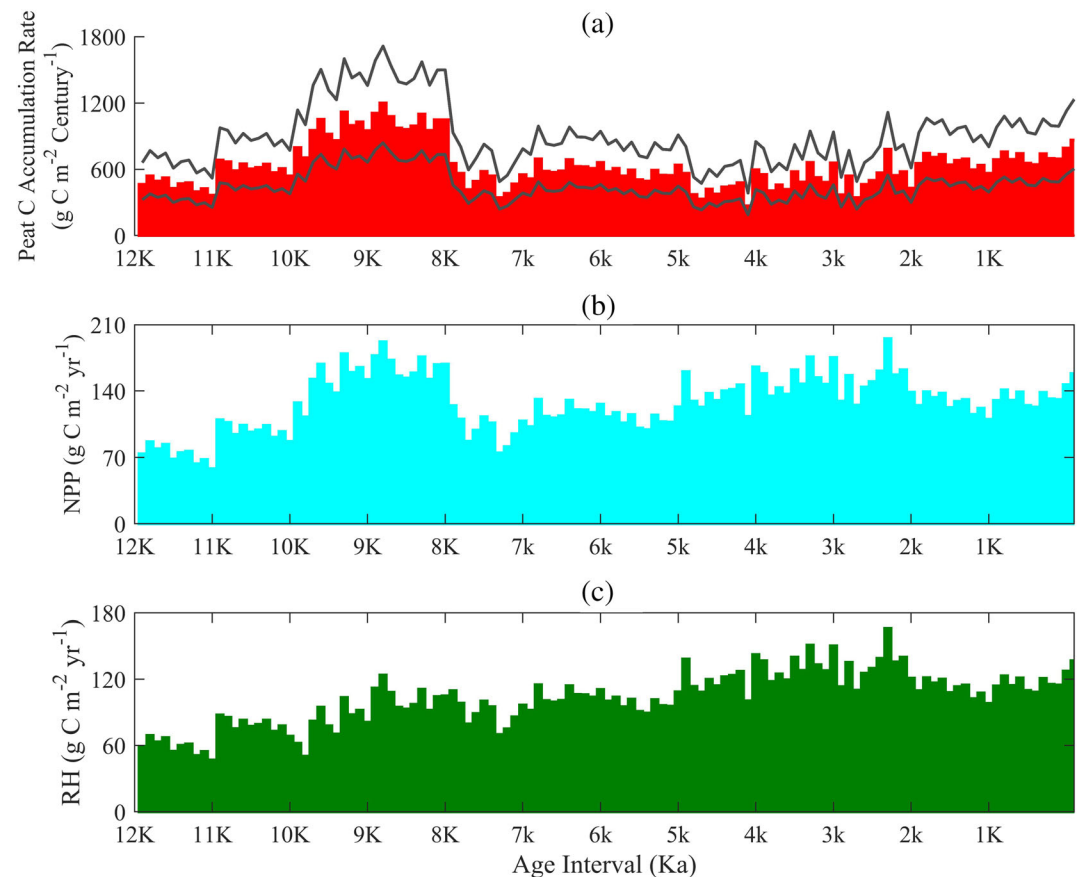 (a)
Peat C Accumulation Rate
(g C m⁻² Century⁻¹)
1800
1200
600
0
12K 11K 10K 9K 8K 7k 6k 5k 4k 3k 2k 1K
(b)
NPP (g C m⁻² yr⁻¹)
210
140
70
0
12K 11K 10K 9K 8K 7k 6k 5k 4k 3k 2k 1K
(c)
RH (g C m⁻² yr⁻¹)
180
120
60
0
12K 11K 10K 9K 8K 7k 6k 5k 4k 3k 2k 1K
Age Interval (Ka)